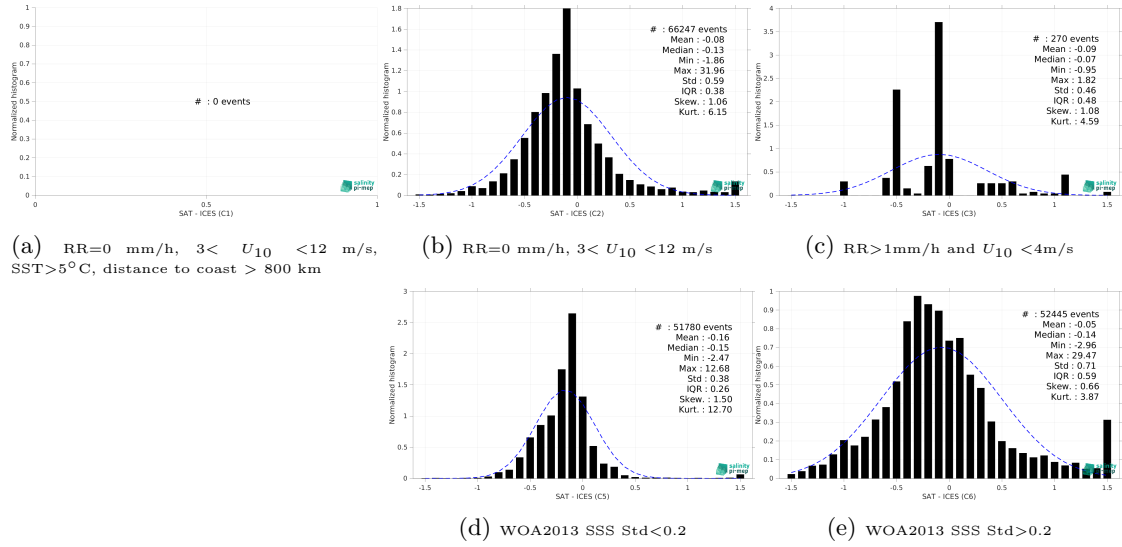 Normalized histogram
1
0.9
0.8
0.7
0.6
0.5
0.4
0.3
0.2
0.1
0
# : 0 events
salinity
pi-mep
0 0.5 1
SAT - ICES (C1)
(a) RR=0 mm/h, 3< U10 <12 m/s,
SST>5°C, distance to coast > 800 km
Normalized histogram
1.8
1.6
1.4
1.2
1
0.8
0.6
0.4
0.2
0
# : 66247 events
Mean : -0.08
Median : -0.13
Min : -1.86
Max : 31.96
Std : 0.59
IQR : 0.38
Skew. : 1.06
Kurt. : 6.15
salinity
pi-mep
-1.5 -1 -0.5 0 0.5 1 1.5
SAT - ICES (C2)
(b) RR=0 mm/h, 3< U10 <12 m/s
Normalized histogram
4
3.5
3
2.5
2
1.5
1
0.5
0
# : 270 events
Mean : -0.09
Median : -0.07
Min : -0.95
Max : 1.82
Std : 0.46
IQR : 0.48
Skew. : 1.08
Kurt. : 4.59
salinity
pi-mep
-1.5 -1 -0.5 0 0.5 1 1.5
SAT - ICES (C3)
(c) RR>1mm/h and U10 <4m/s
Normalized histogram
3
2.5
2
1.5
1
0.5
0
# : 51780 events
Mean : -0.16
Median : -0.15
Min : -2.47
Max : 12.68
Std : 0.38
IQR : 0.26
Skew. : 1.50
Kurt. : 12.70
salinity
pi-mep
-1.5 -1 -0.5 0 0.5 1 1.5
SAT - ICES (C5)
(d) WOA2013 SSS Std<0.2
Normalized histogram
1
0.9
0.8
0.7
0.6
0.5
0.4
0.3
0.2
0.1
0
# : 52445 events
Mean : -0.05
Median : -0.14
Min : -2.96
Max : 29.47
Std : 0.71
IQR : 0.59
Skew. : 0.66
Kurt. : 3.87
salinity
pi-mep
-1.5 -1 -0.5 0 0.5 1 1.5
SAT - ICES (C6)
(e) WOA2013 SSS Std>0.2